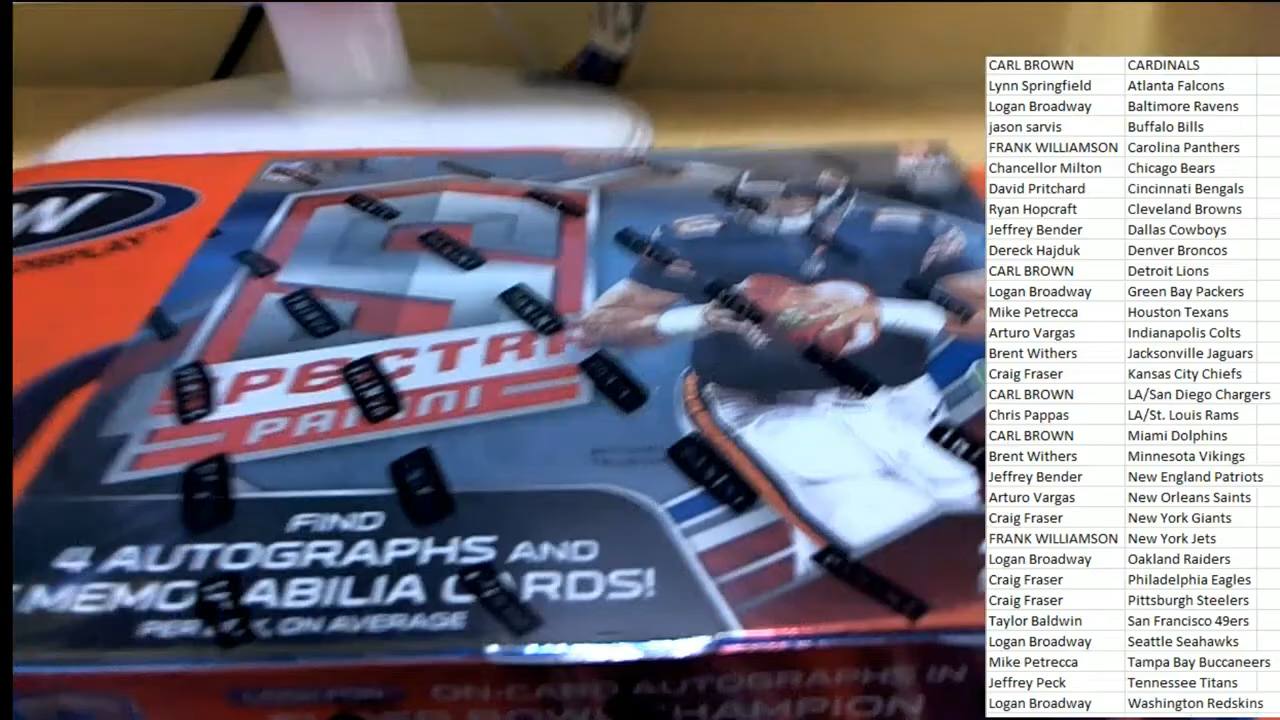 W
SPECTRA
PANINI
FIND
4 AUTOGRAPHS AND
MEMORABILIA CARDS!
ON AVERAGE
AUTOGRAPHS IN
CHAMPION
CARL BROWN CARDINALS
Lynn Springfield Atlanta Falcons
Logan Broadway Baltimore Ravens
jason sarvis Buffalo Bills
FRANK WILLIAMSON Carolina Panthers
Chancellor Milton Chicago Bears
David Pritchard Cincinnati Bengals
Ryan Hopcraft Cleveland Browns
Jeffrey Bender Dallas Cowboys
Dereck Hajduk Denver Broncos
CARL BROWN Detroit Lions
Logan Broadway Green Bay Packers
Mike Petrecca Houston Texans
Arturo Vargas Indianapolis Colts
Brent Withers Jacksonville Jaguars
Craig Fraser Kansas City Chiefs
CARL BROWN LA/San Diego Chargers
Chris Pappas LA/St. Louis Rams
CARL BROWN Miami Dolphins
Brent Withers Minnesota Vikings
Jeffrey Bender New England Patriots
Arturo Vargas New Orleans Saints
Craig Fraser New York Giants
FRANK WILLIAMSON New York Jets
Logan Broadway Oakland Raiders
Craig Fraser Philadelphia Eagles
Craig Fraser Pittsburgh Steelers
Taylor Baldwin San Francisco 49ers
Logan Broadway Seattle Seahawks
Mike Petrecca Tampa Bay Buccaneers
Jeffrey Peck Tennessee Titans
Logan Broadway Washington Redskins